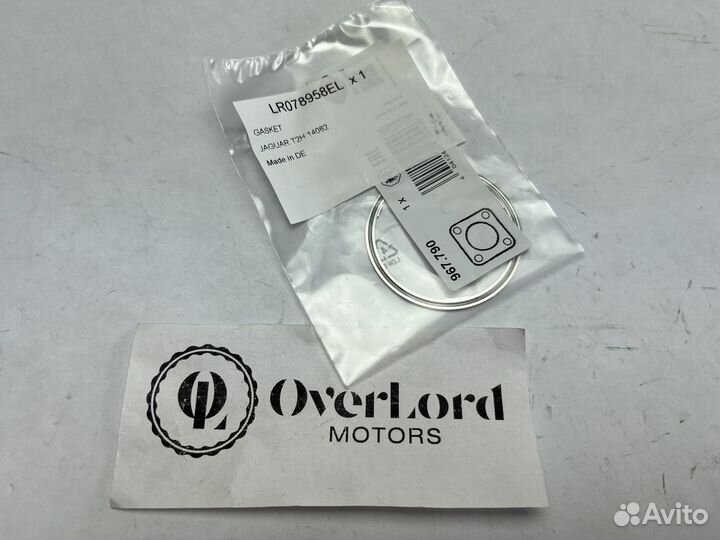 LR078958EL x 1
GASKET
JAGUAR T2H 14082
Made in DE
1 x
967.790
OverLord
MOTORS
Avito